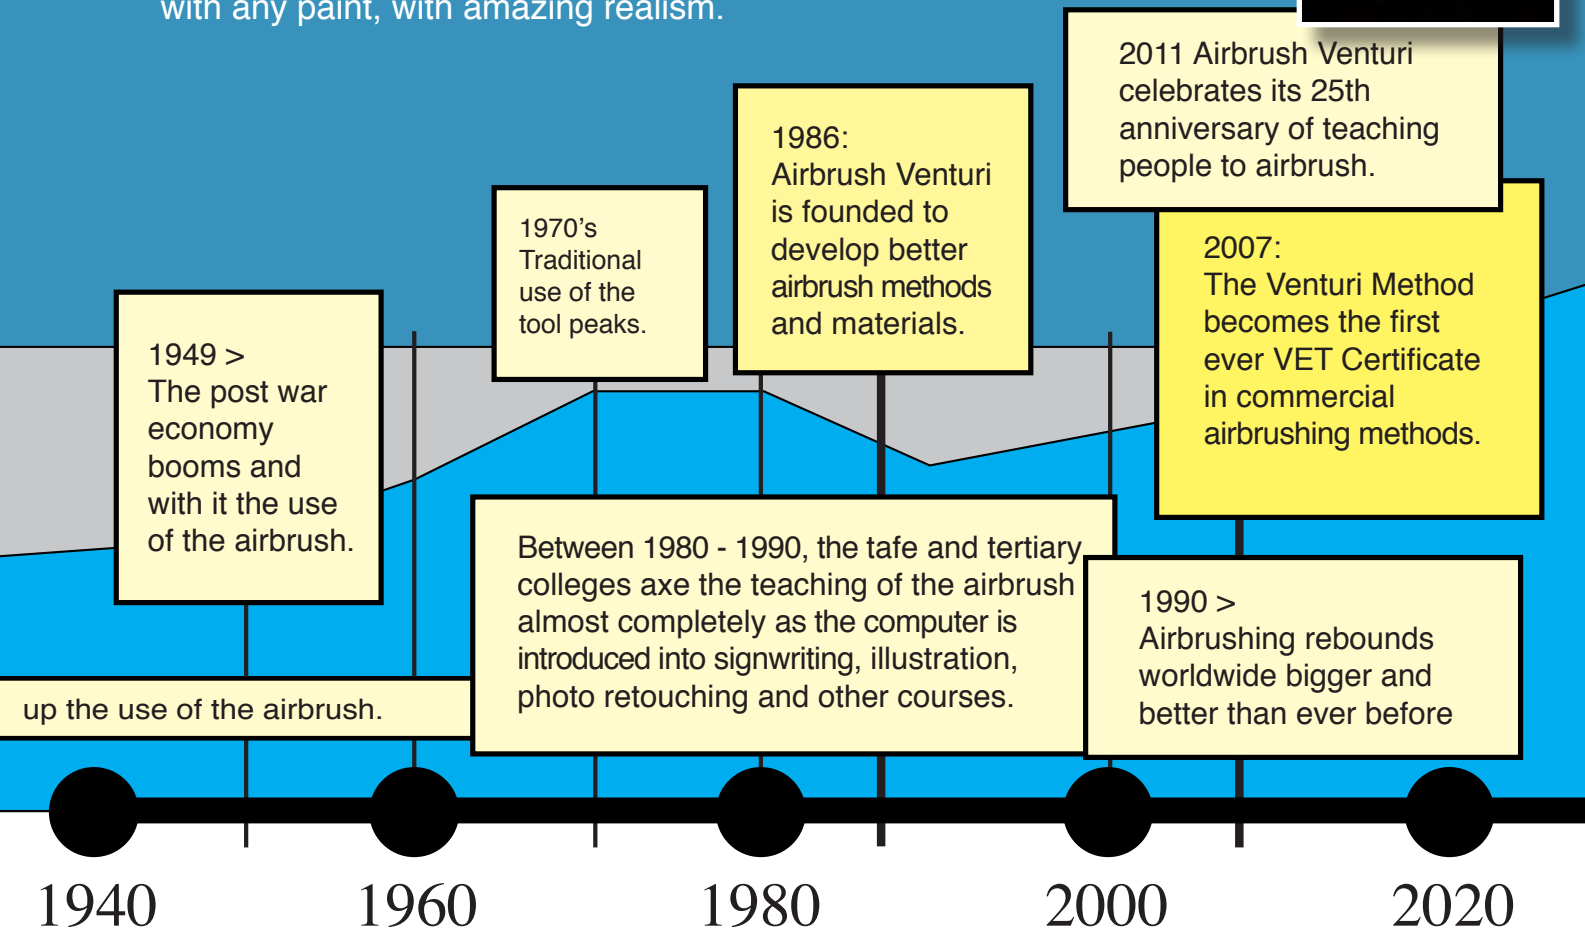 with any paint, with amazing realism.
2011 Airbrush Venturi
celebrates its 25th
anniversary of teaching
people to airbrush.
1986:
Airbrush Venturi
is founded to
develop better
airbrush methods
and materials.
1970’s
Traditional
use of the
tool peaks.
2007:
The Venturi Method
becomes the first
ever VET Certificate
in commercial
airbrushing methods.
1949 >
The post war
economy
booms and
with it the use
of the airbrush.
Between 1980 - 1990, the tafe and tertiary
colleges axe the teaching of the airbrush
almost completely as the computer is
introduced into signwriting, illustration,
photo retouching and other courses.
1990 >
Airbrushing rebounds
worldwide bigger and
better than ever before
up the use of the airbrush.
1940 1960 1980 2000 2020